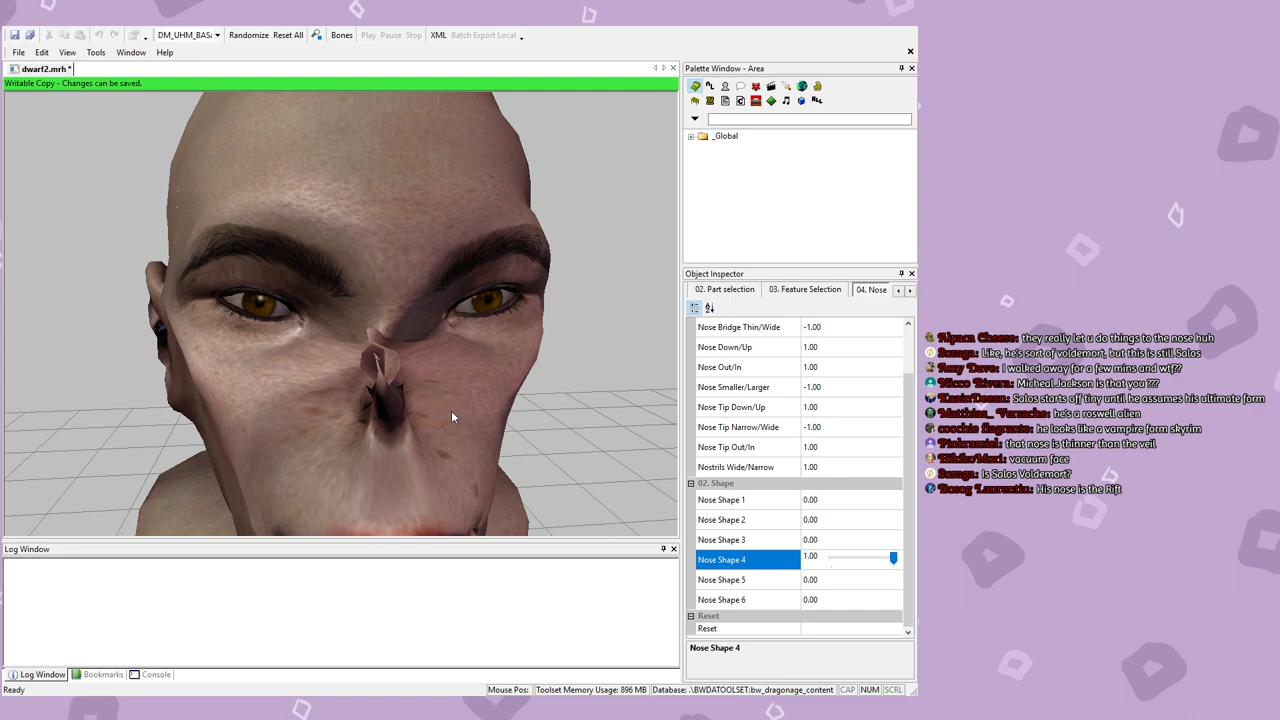 DM_UHM_BAS
Randomize
Reset All
Bones
Play
Pause
Stop
XML
Batch Export Local
File
Edit
View
Tools
Window
Help
dwarf2.mrh *
Writable Copy - Changes can be saved.
Palette Window - Area
_Global
Object Inspector
02. Part selection
03. Feature Selection
04. Nose
Nose Bridge Thin/Wide -1.00
Nose Down/Up 1.00
Nose Out/In 1.00
Nose Smaller/Larger -1.00
Nose Tip Down/Up 1.00
Nose Tip Narrow/Wide -1.00
Nose Tip Out/In 1.00
Nostrils Wide/Narrow 1.00
02. Shape
Nose Shape 1 0.00
Nose Shape 2 0.00
Nose Shape 3 0.00
Nose Shape 4 1.00
Nose Shape 5 0.00
Nose Shape 6 0.00
Reset
Reset
Nose Shape 4
Log Window
Log Window
Bookmarks
Console
Ready
Mouse Pos:
Toolset Memory Usage: 896 MB
Database: .\BWDATOOLSET:bw_dragonage_content
CAP
NUM
SCRL
Alpaca Cheese: they really let u do things to the nose huh
Sasaga: Like, he's sort of voldemort, but this is still Salos
Amy Dave: I walked away for a few mins and wtf??
Nicco Rivera: Micheal Jackson is that you ???
Salos starts off tiny until he assumes his ultimate form
he's a roswell alien
he looks like a vampire form skyrim
that nose is thinner than the veil
vacuum face
Sasaga: Is Salos Voldemort?
His nose is the Rift